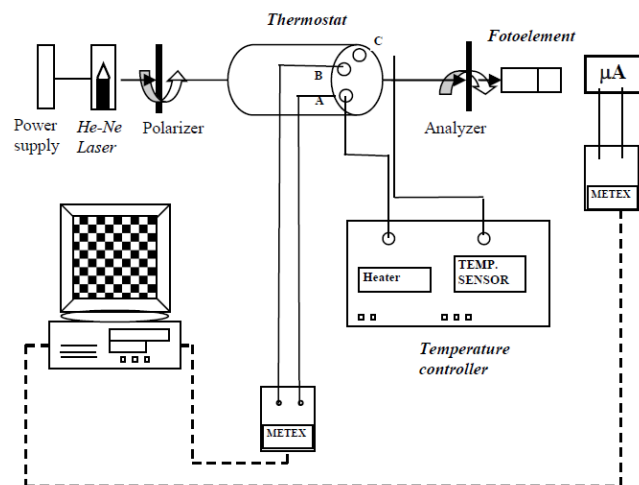 Thermostat
C
Fotoelement
B
μA
A
Power
supply
He-Ne
Laser
Polarizer
Analyzer
METEX
Heater
TEMP.
SENSOR
Temperature
controller
METEX